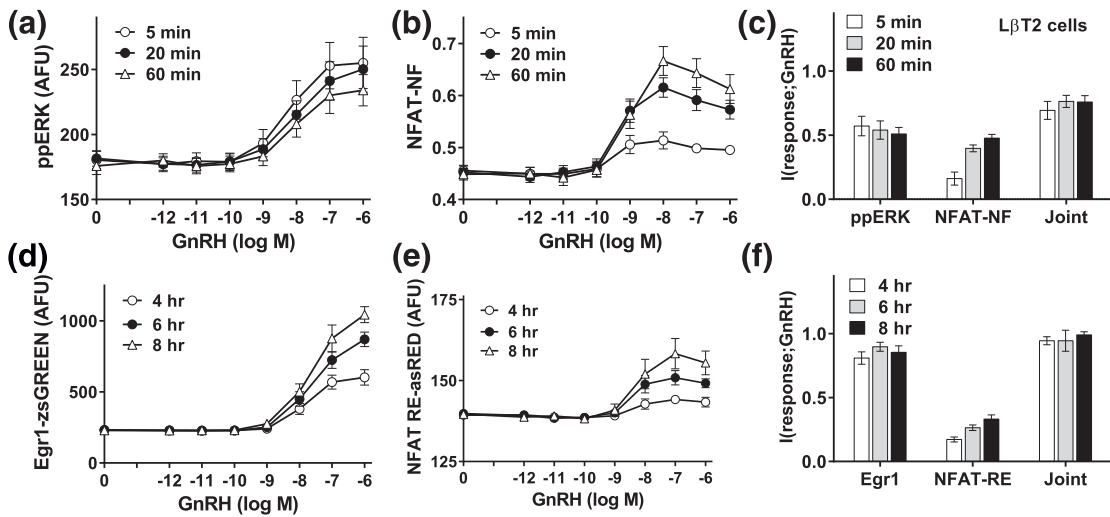 (a)
ppERK (AFU)
5 min
20 min
60 min
250
200
150
0 -12 -11 -10 -9 -8 -7 -6
GnRH (log M)
(b)
NFAT-NF
5 min
20 min
60 min
0.7
0.6
0.5
0.4
0 -12 -11 -10 -9 -8 -7 -6
GnRH (log M)
(c)
I(response;GnRH)
5 min
20 min
60 min
LβT2 cells
1.0
0.5
0.0
ppERK NFAT-NF Joint
(d)
Egr1-zsGREEN (AFU)
4 hr
6 hr
8 hr
1000
500
0
0 -12 -11 -10 -9 -8 -7 -6
GnRH (log M)
(e)
NFAT RE-asRED (AFU)
4 hr
6 hr
8 hr
175
150
125
0 -12 -11 -10 -9 -8 -7 -6
GnRH (log M)
(f)
I(response;GnRH)
4 hr
6 hr
8 hr
1.0
0.5
0.0
Egr1 NFAT-RE Joint